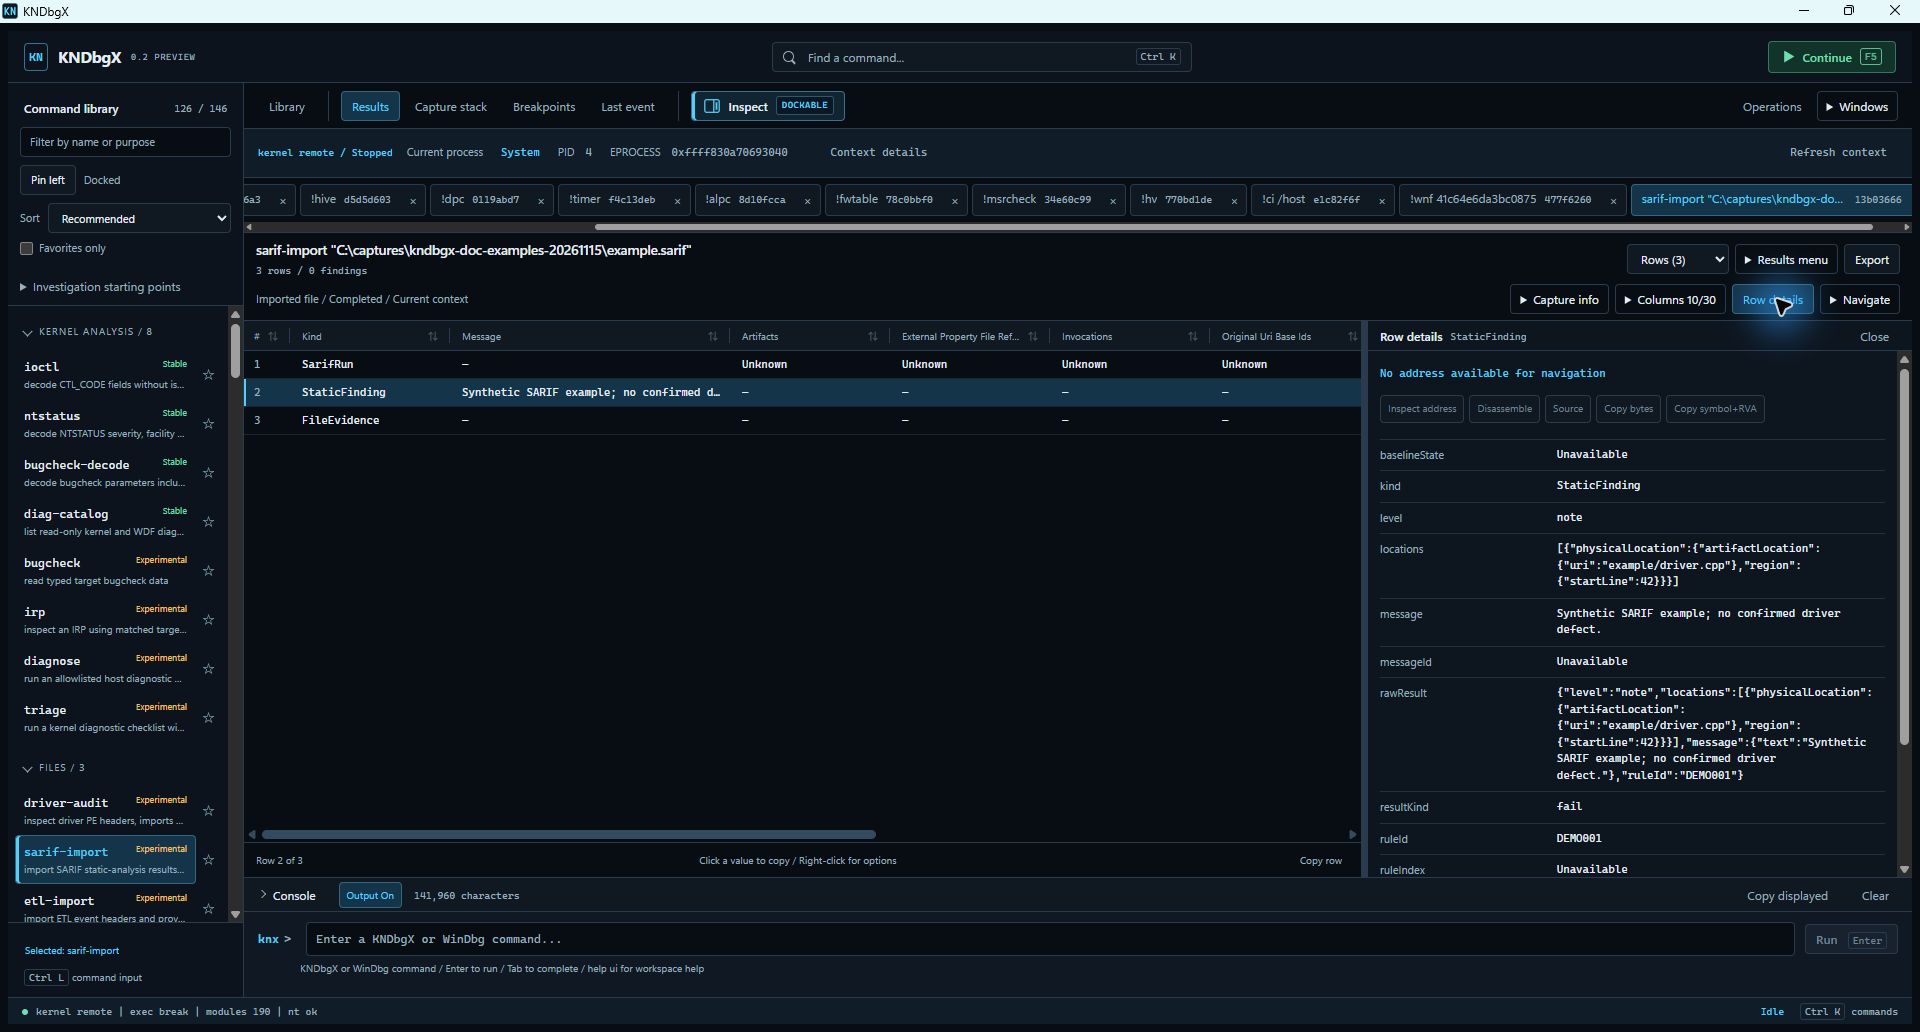 KN KNDbgX
KN KNDbgX 0.2 PREVIEW
Find a command... Ctrl K
Continue F5
Command library 126 / 146
Filter by name or purpose
Pin left Docked
Sort Recommended
Favorites only
Investigation starting points
KERNEL ANALYSIS / 8
ioctl Stable
decode CTL_CODE fields without is...
ntstatus Stable
decode NTSTATUS severity, facility ...
bugcheck-decode Stable
decode bugcheck parameters inclu...
diag-catalog Stable
list read-only kernel and WDF diag...
bugcheck Experimental
read typed target bugcheck data
irp Experimental
inspect an IRP using matched targe...
diagnose Experimental
run an allowlisted host diagnostic ...
triage Experimental
run a kernel diagnostic checklist wi...
FILES / 3
driver-audit Experimental
inspect driver PE headers, imports ...
sarif-import Experimental
import SARIF static-analysis results...
etl-import Experimental
import ETL event headers and prov...
Selected: sarif-import
Ctrl L command input
Library Results Capture stack Breakpoints Last event Inspect DOCKABLE Operations Windows
kernel remote / Stopped Current process System PID 4 EPROCESS 0xffff830a70693040 Context details Refresh context
6a3 × !hive d5d5d603 × !dpc 0119abd7 × !timer f4c13deb × !alpc 8d10fcca × !fwtable 78c0bbf0 × !msrcheck 34e60c99 × !hv 770bd1de × !ci /host e1c82f6f × !wnf 41c64e6da3bc0875 477f6260 × sarif-import "C:\captures\kndbgx-do... 13b03666
sarif-import "C:\captures\kndbgx-doc-examples-20261115\example.sarif"
3 rows / 0 findings
Rows (3) Results menu Export
Imported file / Completed / Current context
Capture info Columns 10/30 Row details Navigate
# Kind Message Artifacts External Property File Ref... Invocations Original Uri Base Ids
1 SarifRun – Unknown Unknown Unknown Unknown
2 StaticFinding Synthetic SARIF example; no confirmed d… – – – –
3 FileEvidence – – – – –
Row 2 of 3 Click a value to copy / Right-click for options Copy row
Row details StaticFinding Close
No address available for navigation
Inspect address Disassemble Source Copy bytes Copy symbol+RVA
baselineState Unavailable
kind StaticFinding
level note
locations [{"physicalLocation":{"artifactLocation":
{"uri":"example/driver.cpp"},"region":
{"startLine":42}}}]
message Synthetic SARIF example; no confirmed driver
defect.
messageId Unavailable
rawResult {"level":"note","locations":[{"physicalLocation":
{"artifactLocation":
{"uri":"example/driver.cpp"},"region":
{"startLine":42}}}],"message":{"text":"Synthetic
SARIF example; no confirmed driver
defect."},"ruleId":"DEMO001"}
resultKind fail
ruleId DEMO001
ruleIndex Unavailable
Console Output On 141,960 characters Copy displayed Clear
knx > Enter a KNDbgX or WinDbg command... Run Enter
KNDbgX or WinDbg command / Enter to run / Tab to complete / help ui for workspace help
kernel remote | exec break | modules 190 | nt ok Idle Ctrl K commands